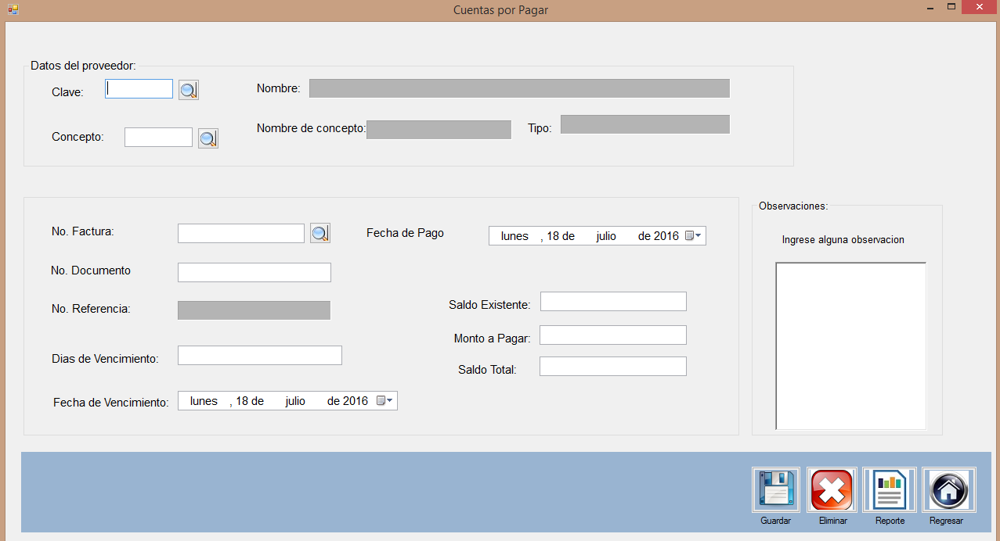 Cuentas por Pagar
Datos del proveedor:
Clave:
Nombre:
Concepto:
Nombre de concepto:
Tipo:
No. Factura:
Fecha de Pago
lunes , 18 de julio de 2016
No. Documento
No. Referencia:
Saldo Existente:
Monto a Pagar:
Dias de Vencimiento:
Saldo Total:
Fecha de Vencimiento:
lunes , 18 de julio de 2016
Observaciones:
Ingrese alguna observacion
Guardar
Eliminar
Reporte
Regresar